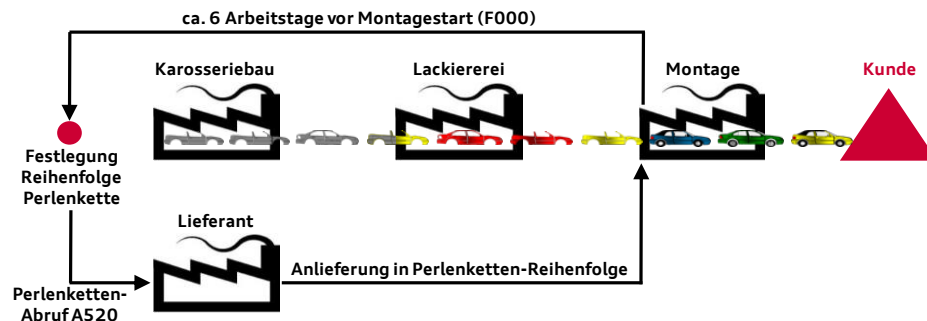 ca. 6 Arbeitstage vor Montagestart (F000)
Karosseriebau
Lackiererei
Montage
Kunde
Festlegung
Reihenfolge
Perlenkette
Lieferant
Anlieferung in Perlenketten-Reihenfolge
Perlenketten-
Abruf A520